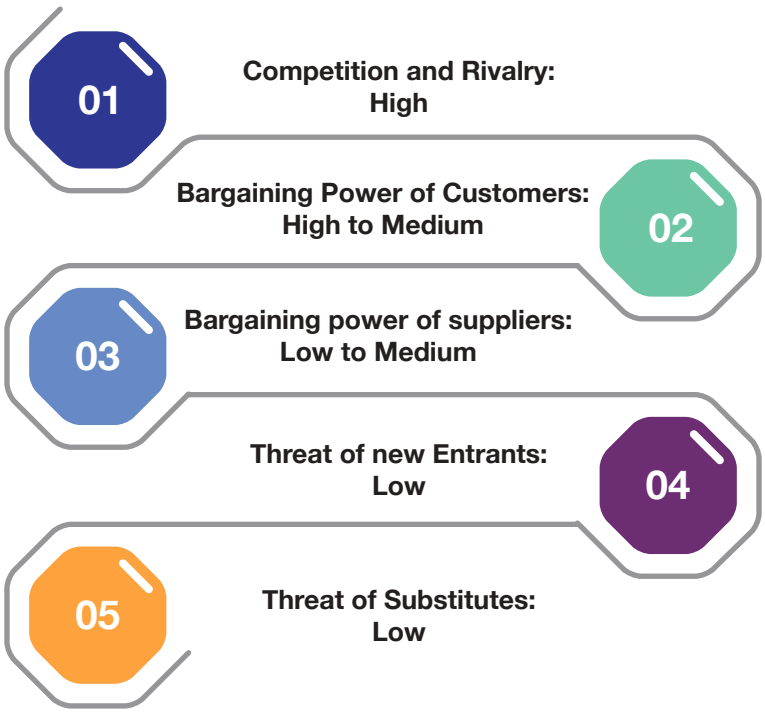 01
Competition and Rivalry:
High
Bargaining Power of Customers:
High to Medium
02
03
Bargaining power of suppliers:
Low to Medium
Threat of new Entrants:
Low
04
05
Threat of Substitutes:
Low